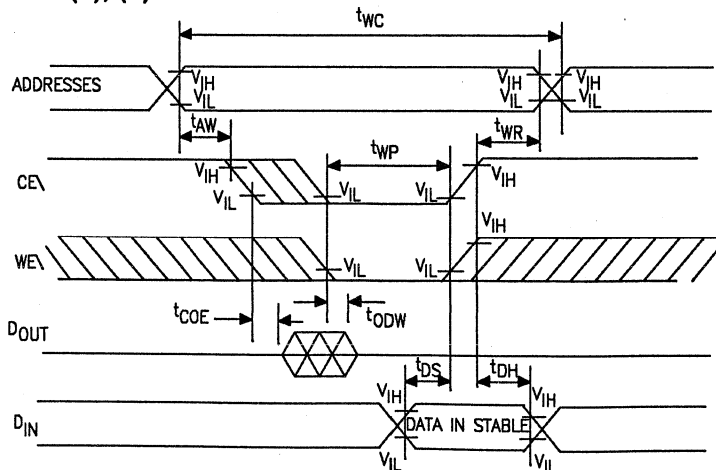 tWC
ADDRESSES
VIH
VIL
VIH
VIL
VIH
VIL
tAW
tWR
tWP
CE\
VIH
VIL
VIL
VIL
VIH
WE\
VIL
VIL
VIH
tCOE
tODW
DOUT
tDS
tDH
DIN
VIH
VIL
DATA IN STABLE
VIH
VIL